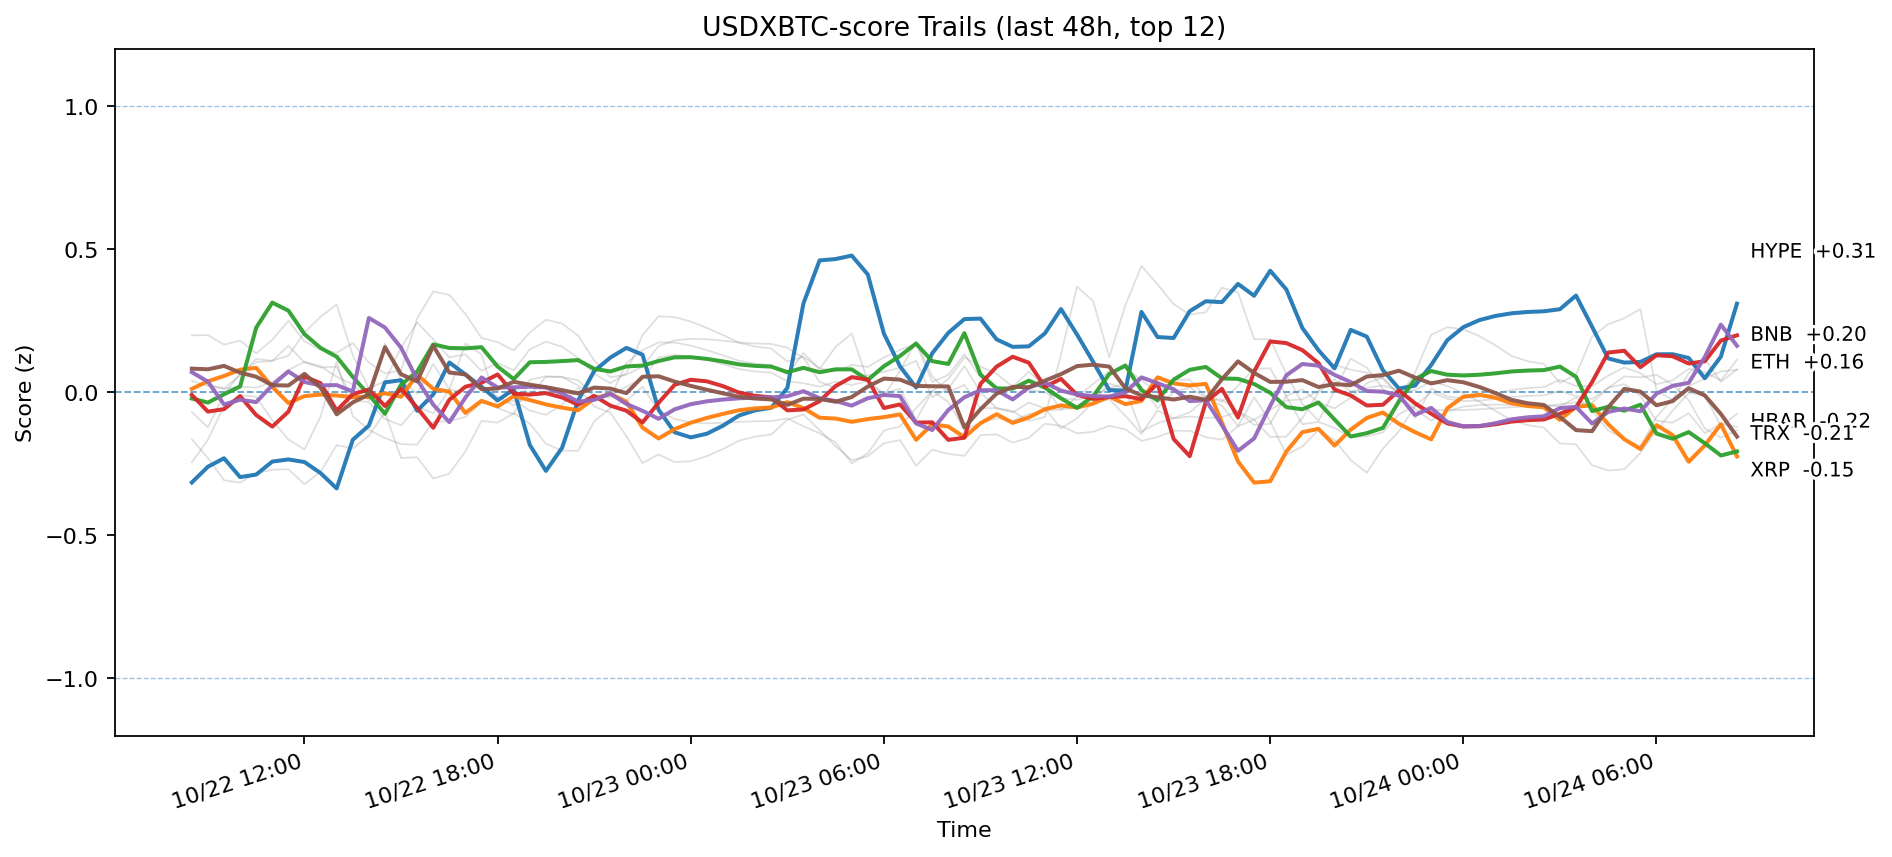 USDXBTC-score Trails (last 48h, top 12)
Score (z)
1.0
0.5
0.0
−0.5
−1.0
HYPE +0.31
BNB +0.20
ETH +0.16
HBAR -0.22
TRX -0.21
XRP -0.15
10/22 12:00
10/22 18:00
10/23 00:00
10/23 06:00
10/23 12:00
10/23 18:00
10/24 00:00
10/24 06:00
Time